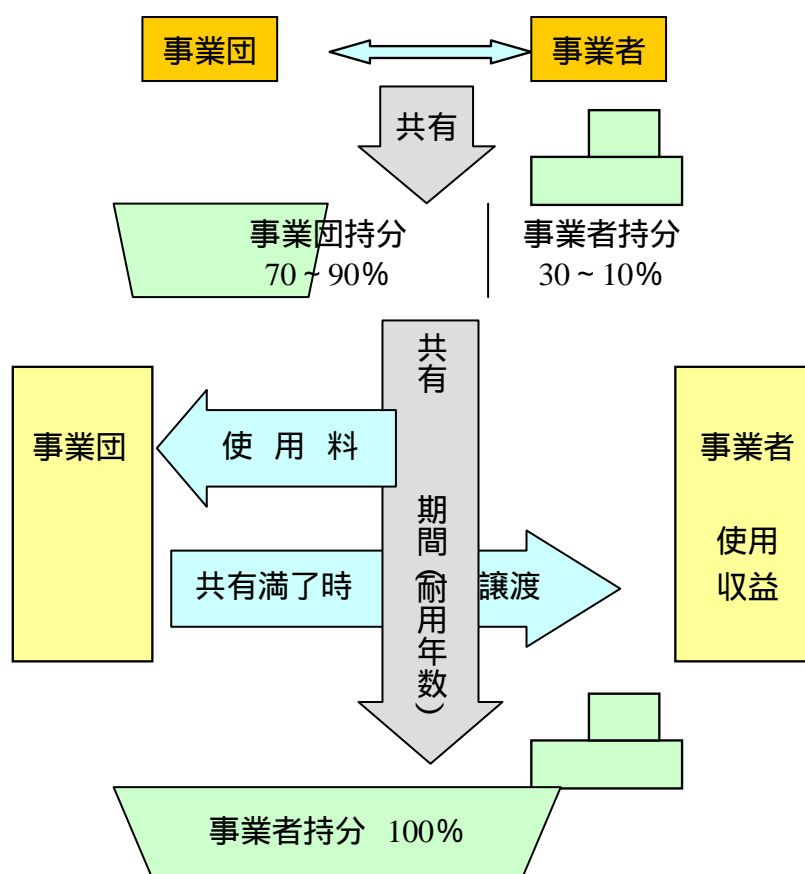 事業団
事業者
共有
事業団持分
70～90%
事業者持分
30～10%
共有 期間(耐用年数)
事業団
使 用 料
事業者
使用
収益
共有満了時 譲渡
事業者持分 100%